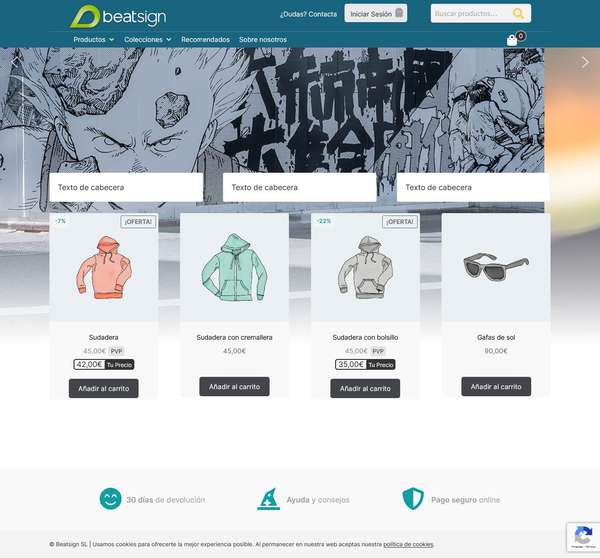 beatsign
¿Dudas? Contacta
Iniciar Sesión
Buscar productos...
Productos
Colecciones
Recomendados
Sobre nosotros
0
Texto de cabecera
Texto de cabecera
Texto de cabecera
-7%
¡OFERTA!
-22%
¡OFERTA!
Sudadera
45,00€ PVP
42,00€ Tu Precio
Añadir al carrito
Sudadera con cremallera
45,00€
Añadir al carrito
Sudadera con bolsillo
45,00€ PVP
35,00€ Tu Precio
Añadir al carrito
Gafas de sol
90,00€
Añadir al carrito
30 días de devolución
Ayuda y consejos
Pago seguro online
© Beatsign SL | Usamos cookies para ofrecerte la mejor experiencia posible. Al permanecer en nuestra web aceptas nuestra política de cookies.